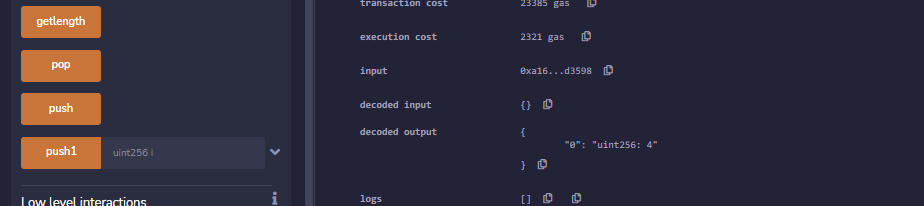 getlength
pop
push
push1 uint256 i
Low level interactions
transaction cost 23385 gas
execution cost 2321 gas
input 0xa16...d3598
decoded input {}
decoded output {
"0": "uint256: 4"
}
logs []